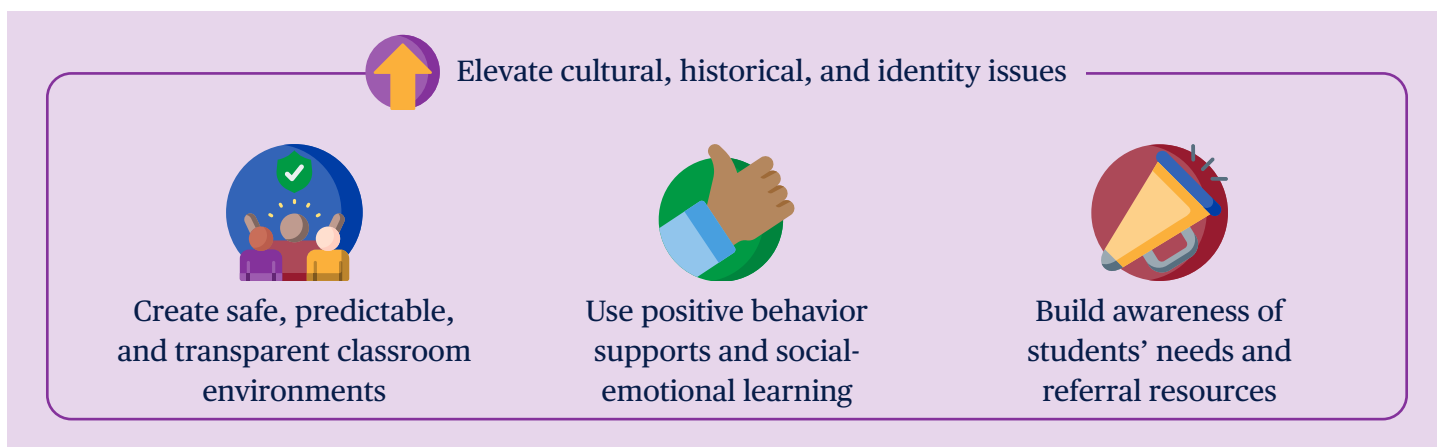 Elevate cultural, historical, and identity issues
Create safe, predictable,
and transparent classroom
environments
Use positive behavior
supports and social-
emotional learning
Build awareness of
students’ needs and
referral resources